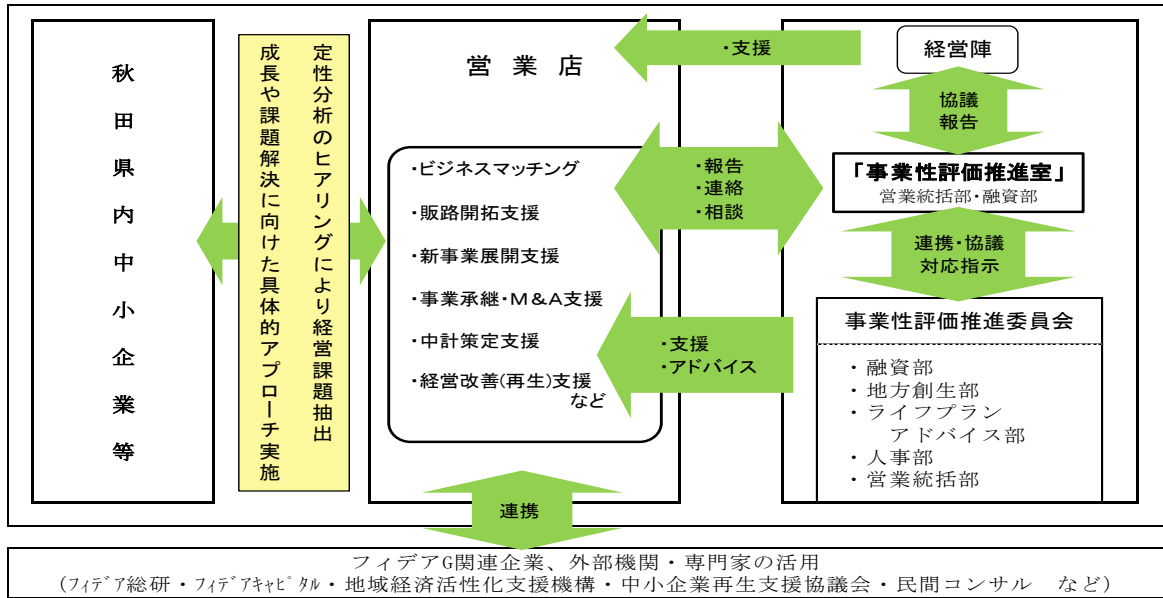 秋田県内中小企業等
定性分析のヒアリングにより経営課題抽出
成長や課題解決に向けた具体的アプローチ実施
営業店
・ビジネスマッチング
・販路開拓支援
・新事業展開支援
・事業承継・M&A支援
・中計策定支援
・経営改善(再生)支援
など
・支援
・報告
・連絡
・相談
・支援
・アドバイス
経営陣
協議
報告
「事業性評価推進室」
営業統括部・融資部
連携・協議
対応指示
事業性評価推進委員会
・融資部
・地方創生部
・ライフプラン
アドバイス部
・人事部
・営業統括部
連携
フィデアG関連企業、外部機関・専門家の活用
(フィデア総研・フィデアキャピタル・地域経済活性化支援機構・中小企業再生支援協議会・民間コンサル など)